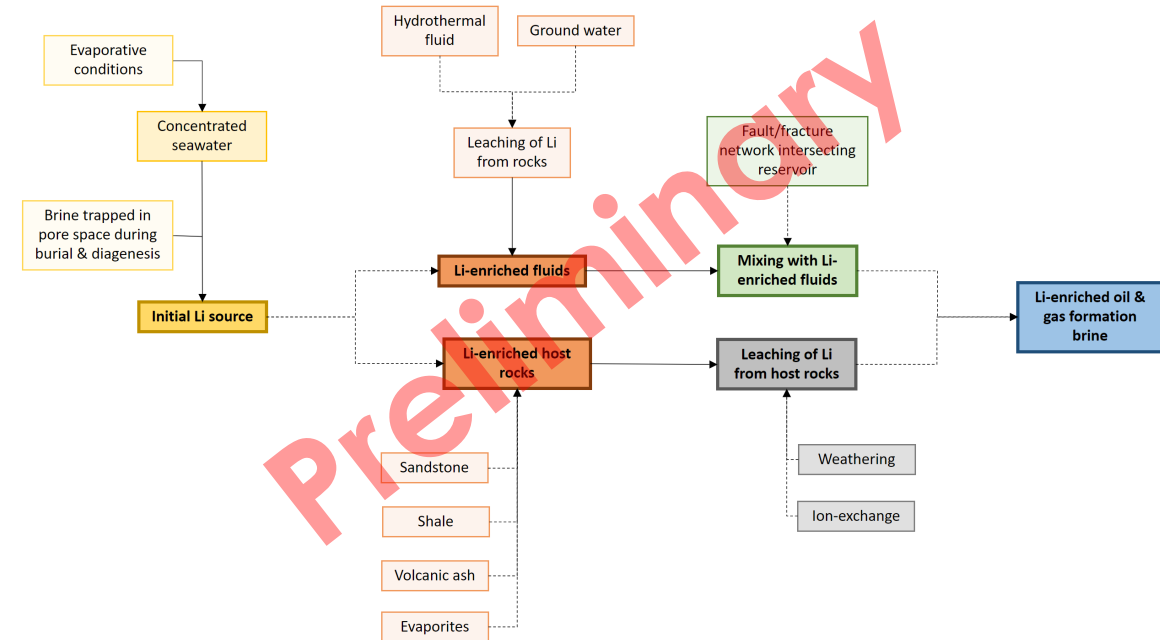 Hydrothermal
fluid
Ground water
Evaporative
conditions
Concentrated
seawater
Leaching of Li
from rocks
Fault/fracture
network intersecting
reservoir
Brine trapped in
pore space during
burial & diagenesis
Initial Li source
Li-enriched fluids
Mixing with Li-
enriched fluids
Li-enriched host
rocks
Leaching of Li
from host rocks
Li-enriched oil &
gas formation
brine
Sandstone
Shale
Volcanic ash
Evaporites
Weathering
Ion-exchange
Preliminary